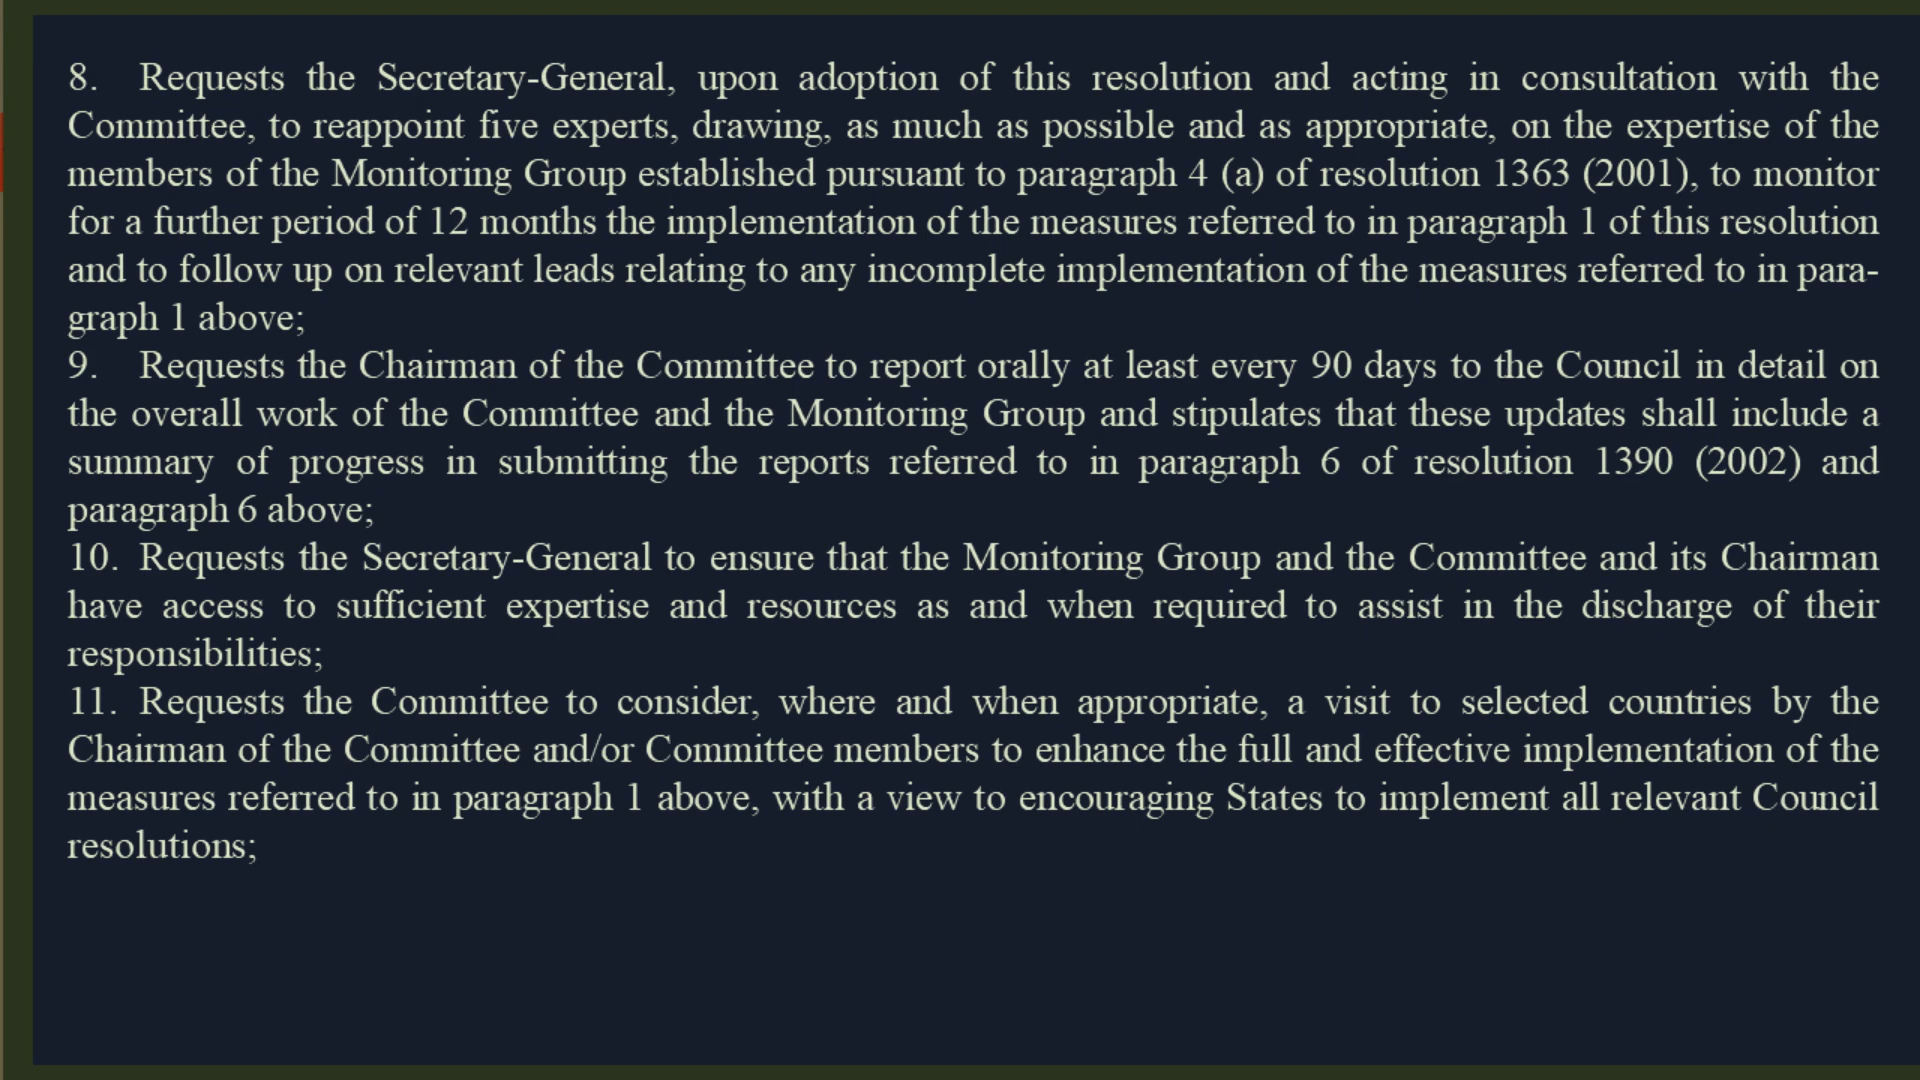 8. Requests the Secretary-General, upon adoption of this resolution and acting in consultation with the
Committee, to reappoint five experts, drawing, as much as possible and as appropriate, on the expertise of the
members of the Monitoring Group established pursuant to paragraph 4 (a) of resolution 1363 (2001), to monitor
for a further period of 12 months the implementation of the measures referred to in paragraph 1 of this resolution
and to follow up on relevant leads relating to any incomplete implementation of the measures referred to in para-
graph 1 above;
9. Requests the Chairman of the Committee to report orally at least every 90 days to the Council in detail on
the overall work of the Committee and the Monitoring Group and stipulates that these updates shall include a
summary of progress in submitting the reports referred to in paragraph 6 of resolution 1390 (2002) and
paragraph 6 above;
10. Requests the Secretary-General to ensure that the Monitoring Group and the Committee and its Chairman
have access to sufficient expertise and resources as and when required to assist in the discharge of their
responsibilities;
11. Requests the Committee to consider, where and when appropriate, a visit to selected countries by the
Chairman of the Committee and/or Committee members to enhance the full and effective implementation of the
measures referred to in paragraph 1 above, with a view to encouraging States to implement all relevant Council
resolutions;